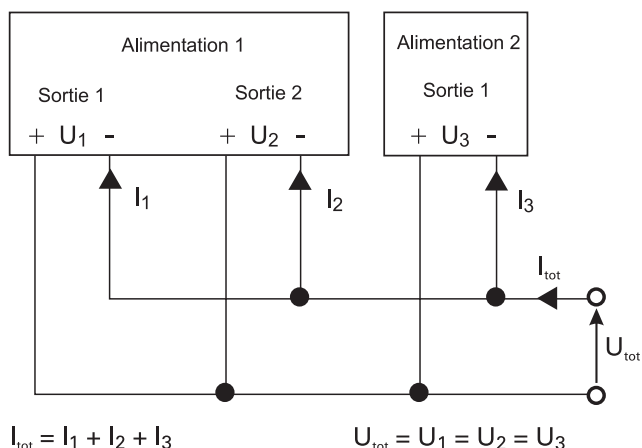 Alimentation 1
Alimentation 2
Sortie 1
Sortie 2
Sortie 1
+ U1 -
+ U2 -
+ U3 -
I1
I2
I3
Itot
Utot
Itot = I1 + I2 + I3
Utot = U1 = U2 = U3